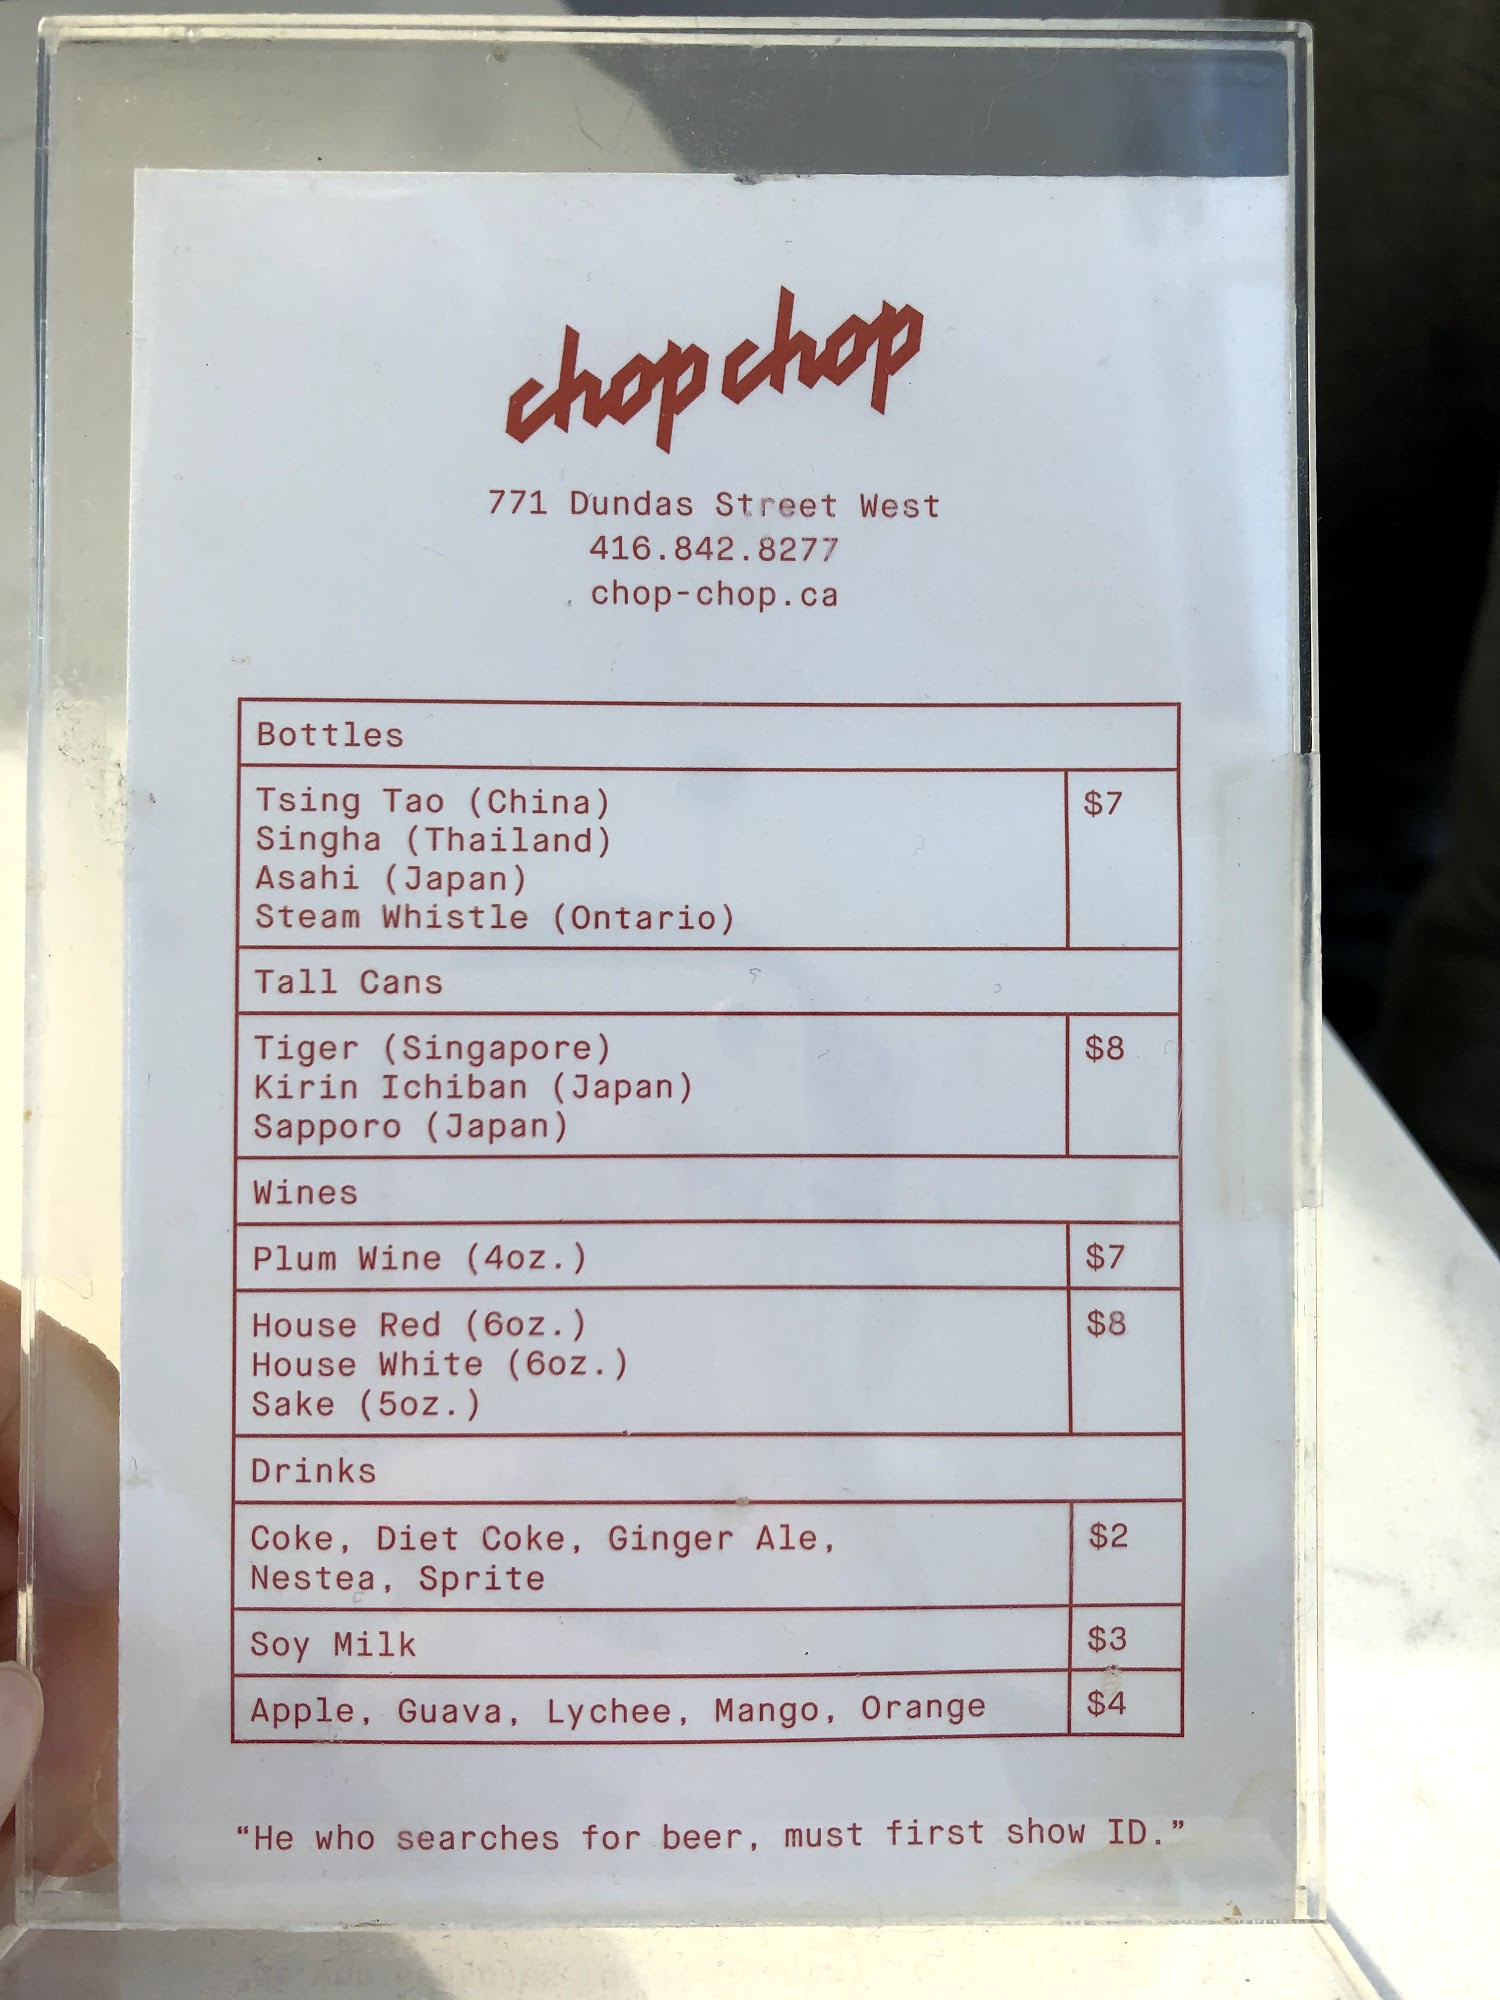 chop chop
771 Dundas Street West
416.842.8277
chop-chop.ca
Bottles
Tsing Tao (China) $7
Singha (Thailand)
Asahi (Japan)
Steam Whistle (Ontario)
Tall Cans
Tiger (Singapore) $8
Kirin Ichiban (Japan)
Sapporo (Japan)
Wines
Plum Wine (4oz.) $7
House Red (6oz.) $8
House White (6oz.)
Sake (5oz.)
Drinks
Coke, Diet Coke, Ginger Ale, $2
Nestea, Sprite
Soy Milk $3
Apple, Guava, Lychee, Mango, Orange $4
“He who searches for beer, must first show ID.”